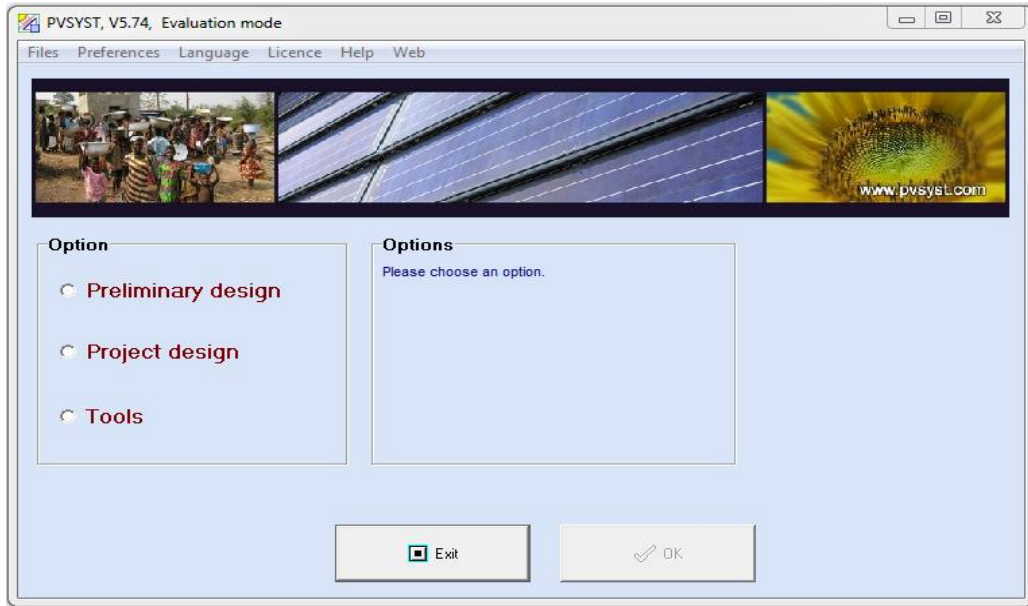 PVSYST, V5.74, Evaluation mode
Files Preferences Language Licence Help Web
www.pvsyst.com
Option
Preliminary design
Project design
Tools
Options
Please choose an option.
Exit
OK